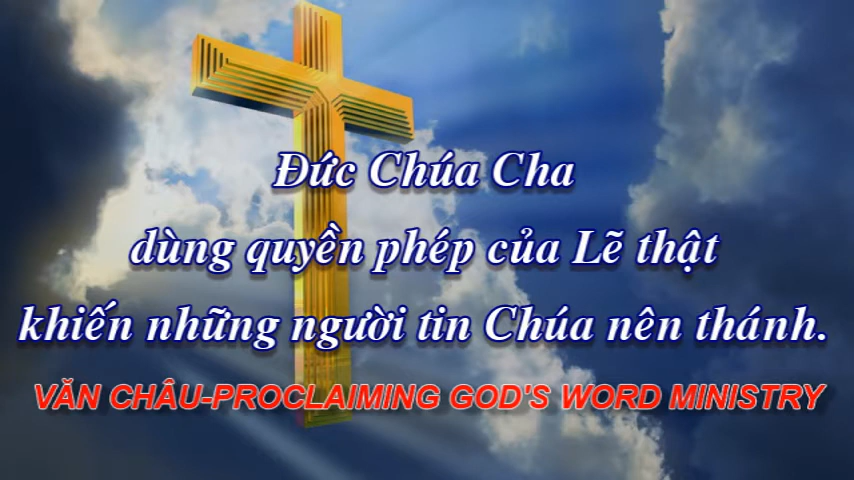 Đức Chúa Cha
dùng quyền phép của Lẽ thật
khiến những người tin Chúa nên thánh.
VĂN CHÂU-PROCLAIMING GOD'S WORD MINISTRY